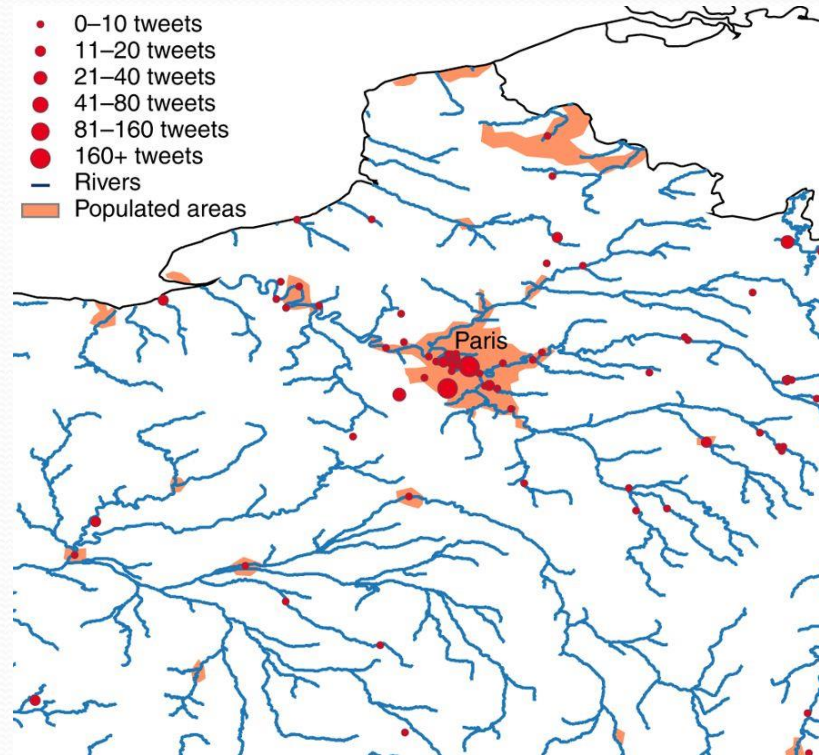 0–10 tweets
11–20 tweets
21–40 tweets
41–80 tweets
81–160 tweets
160+ tweets
Rivers
Populated areas
Paris